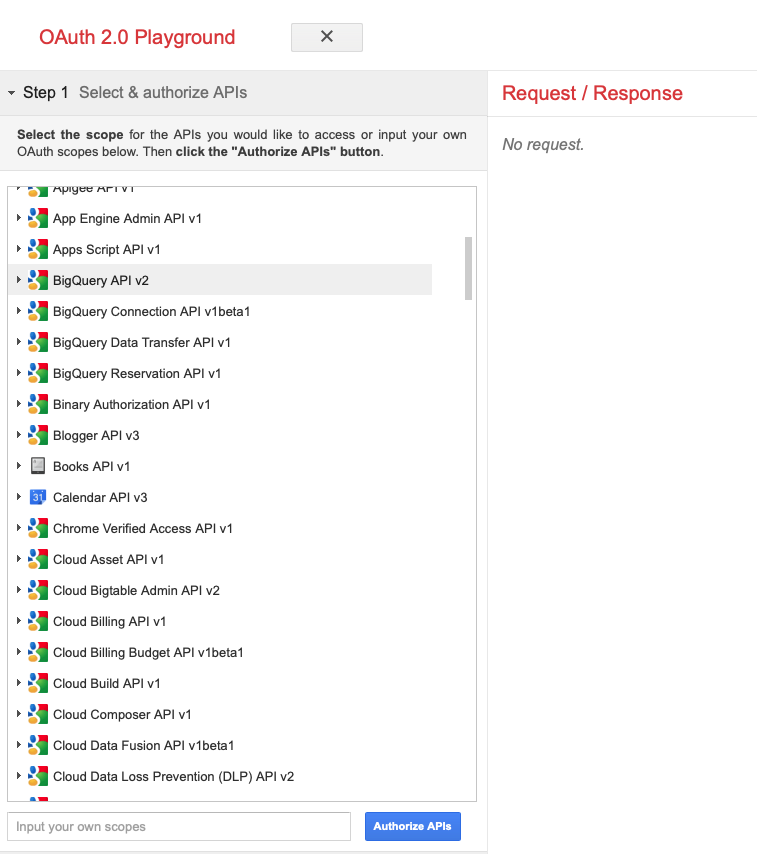 OAuth 2.0 Playground
Step 1 Select & authorize APIs
Select the scope for the APIs you would like to access or input your own
OAuth scopes below. Then click the "Authorize APIs" button.
Apigee API v1
App Engine Admin API v1
Apps Script API v1
BigQuery API v2
BigQuery Connection API v1beta1
BigQuery Data Transfer API v1
BigQuery Reservation API v1
Binary Authorization API v1
Blogger API v3
Books API v1
31 Calendar API v3
Chrome Verified Access API v1
Cloud Asset API v1
Cloud Bigtable Admin API v2
Cloud Billing API v1
Cloud Billing Budget API v1beta1
Cloud Build API v1
Cloud Composer API v1
Cloud Data Fusion API v1beta1
Cloud Data Loss Prevention (DLP) API v2
Input your own scopes
Authorize APIs
Request / Response
No request.